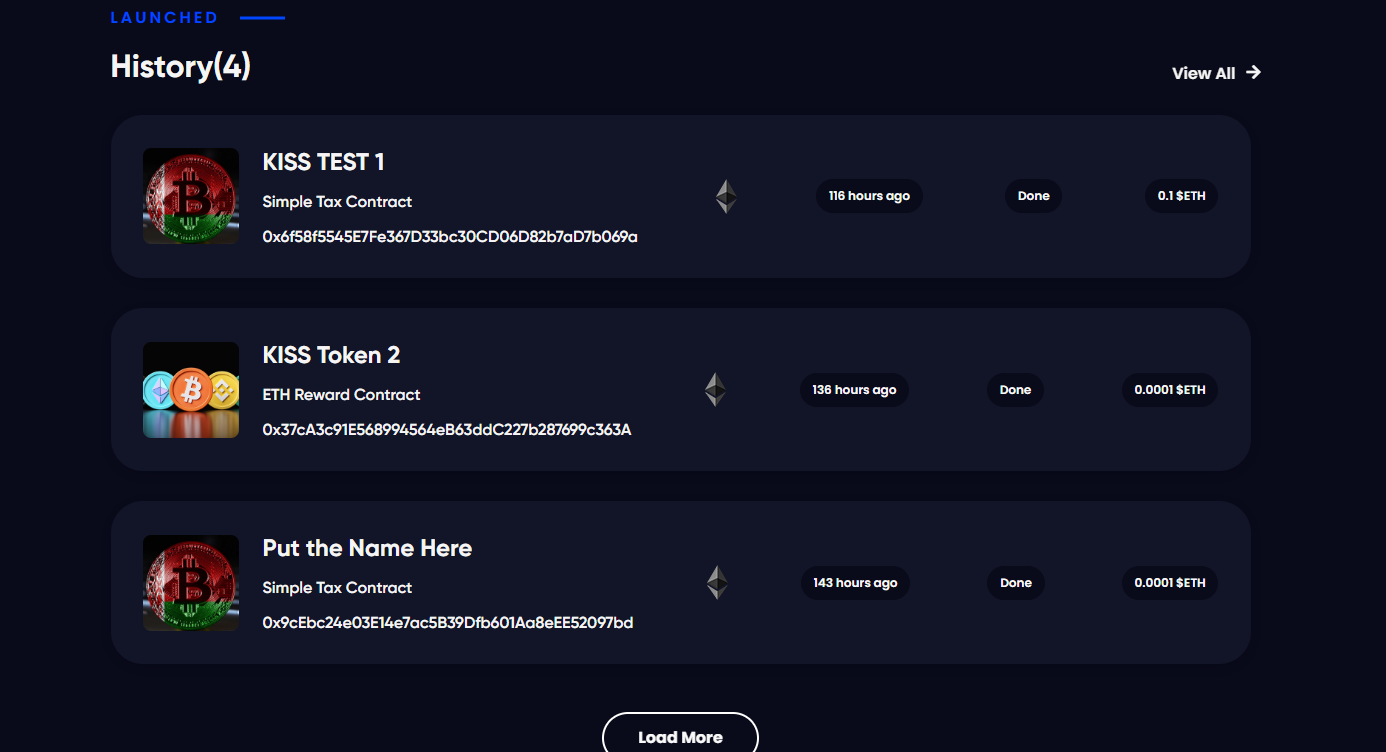 LAUNCHED
History(4)
View All
KISS TEST 1
Simple Tax Contract
0x6f58f5545E7Fe367D33bc30CD06D82b7aD7b069a
116 hours ago
Done
0.1 $ETH
KISS Token 2
ETH Reward Contract
0x37cA3c91E568994564eB63ddC227b287699c363A
136 hours ago
Done
0.0001 $ETH
Put the Name Here
Simple Tax Contract
0x9cEbc24e03E14e7ac5B39Dfb601Aa8eEE52097bd
143 hours ago
Done
0.0001 $ETH
Load More